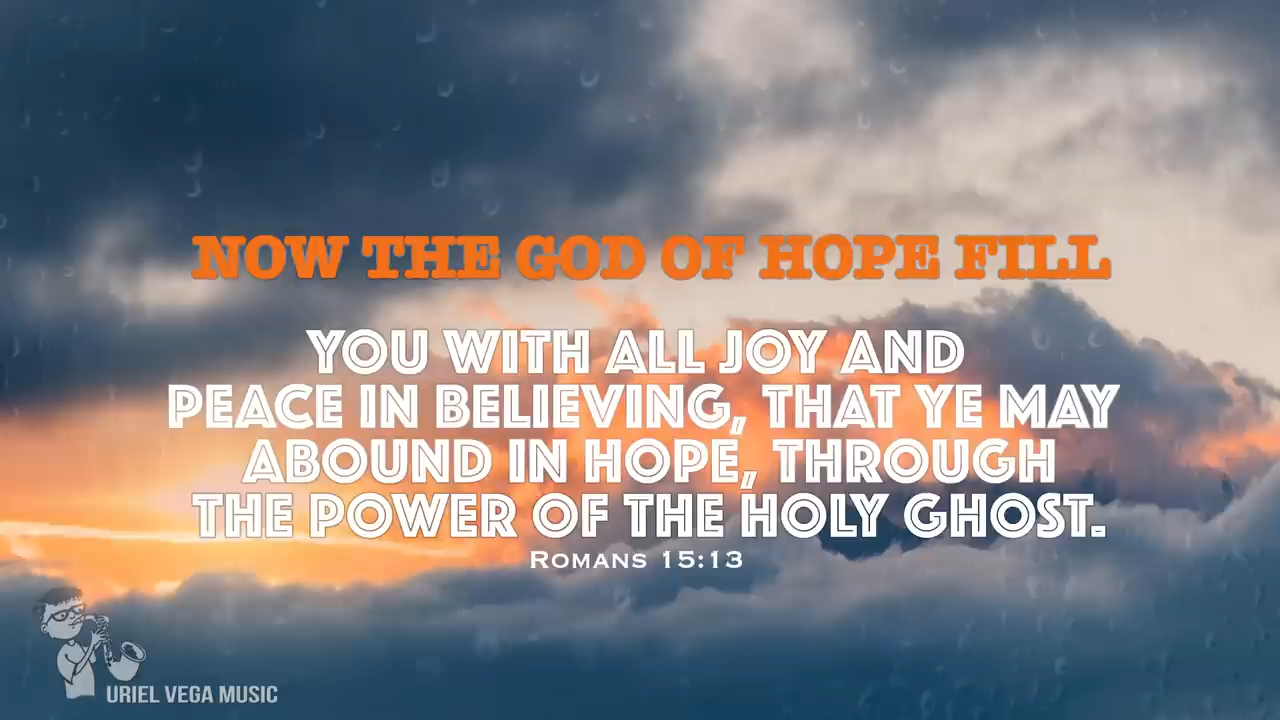 NOW THE GOD OF HOPE FILL
YOU WITH ALL JOY AND
PEACE IN BELIEVING, THAT YE MAY
ABOUND IN HOPE, THROUGH
THE POWER OF THE HOLY GHOST.
ROMANS 15:13
URIEL VEGA MUSIC